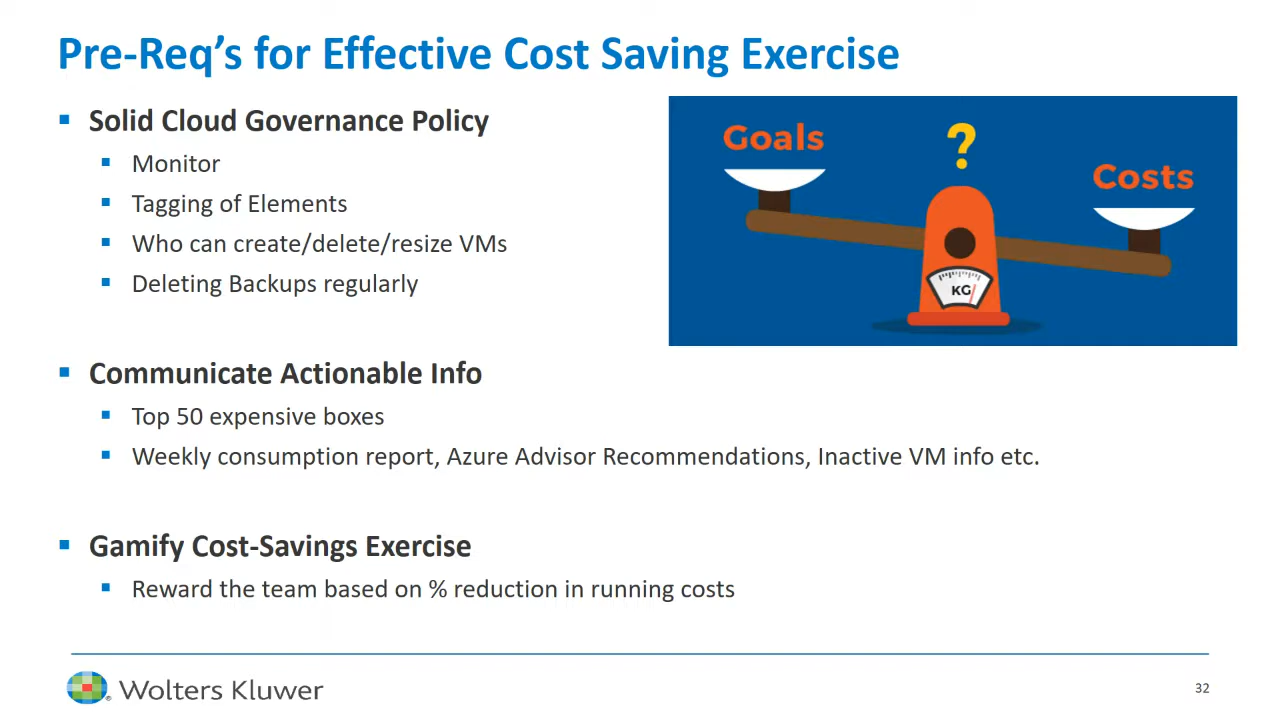 Pre-Req’s for Effective Cost Saving Exercise
▪ Solid Cloud Governance Policy
▪ Monitor
▪ Tagging of Elements
▪ Who can create/delete/resize VMs
▪ Deleting Backups regularly
Goals
?
Costs
KG
▪ Communicate Actionable Info
▪ Top 50 expensive boxes
▪ Weekly consumption report, Azure Advisor Recommendations, Inactive VM info etc.
▪ Gamify Cost-Savings Exercise
▪ Reward the team based on % reduction in running costs
® Wolters Kluwer
32